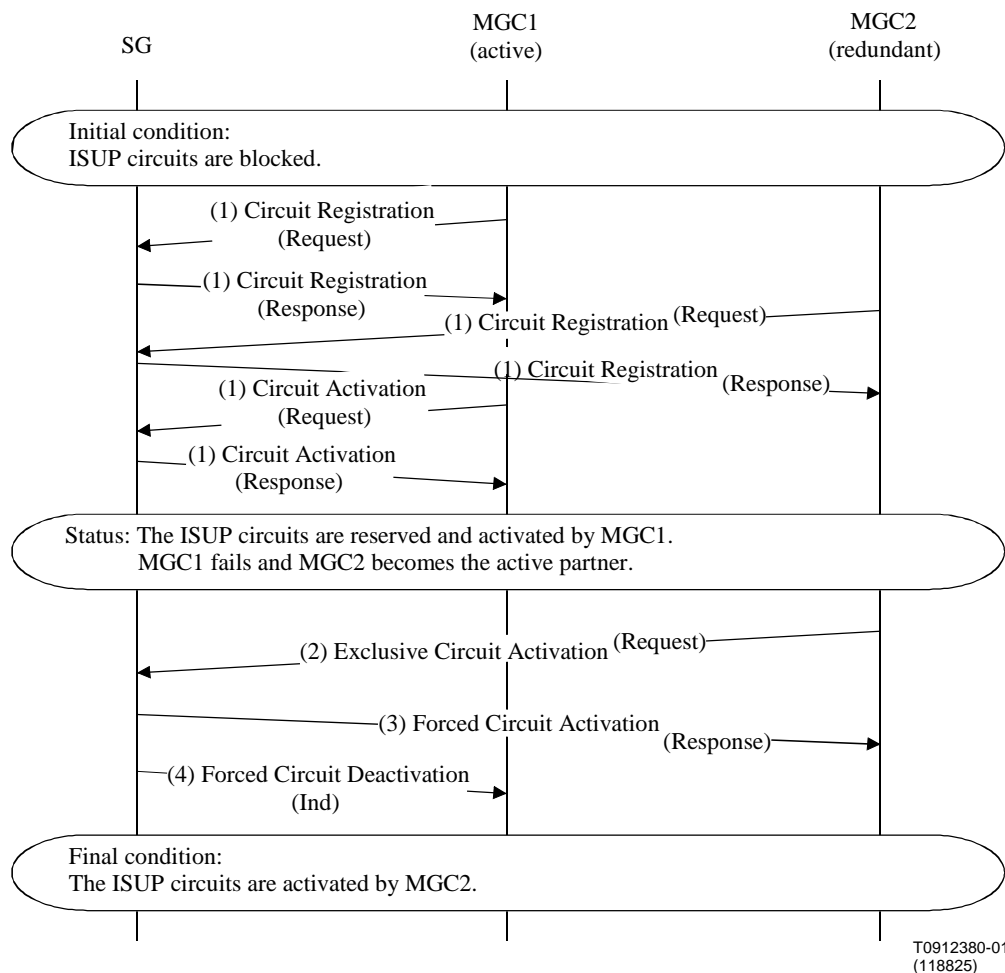 SG
MGC1
(active)
MGC2
(redundant)
Initial condition:
ISUP circuits are blocked.
(1) Circuit Registration
(Request)
(1) Circuit Registration
(Response)
(1) Circuit Registration (Request)
(1) Circuit Registration
(Response)
(1) Circuit Activation
(Request)
(1) Circuit Activation
(Response)
Status: The ISUP circuits are reserved and activated by MGC1.
MGC1 fails and MGC2 becomes the active partner.
(2) Exclusive Circuit Activation (Request)
(3) Forced Circuit Activation
(Response)
(4) Forced Circuit Deactivation
(Ind)
Final condition:
The ISUP circuits are activated by MGC2.
T0912380-01
(118825)